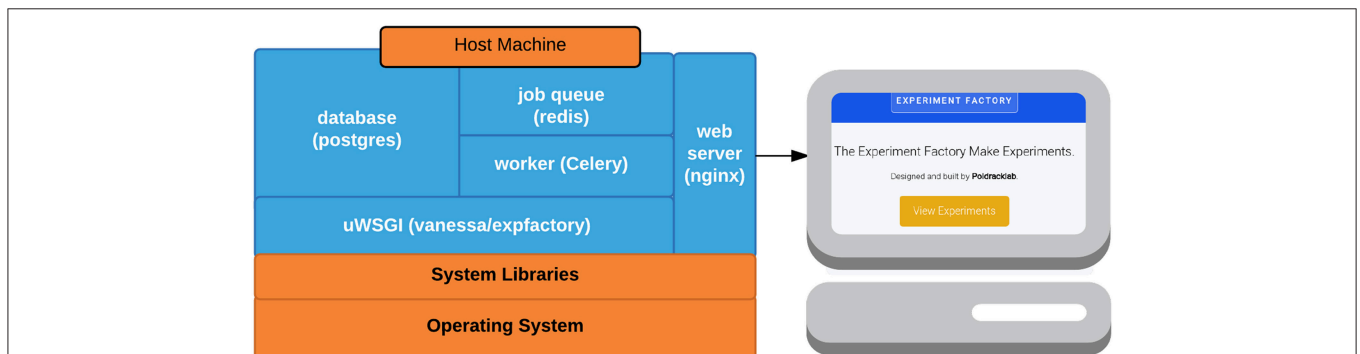 Host Machine
database
(postgres)
job queue
(redis)
worker (Celery)
web
server
(nginx)
uWSGI (vanessa/expfactory)
System Libraries
Operating System
EXPERIMENT FACTORY
The Experiment Factory Make Experiments.
Designed and built by Poldracklab.
View Experiments